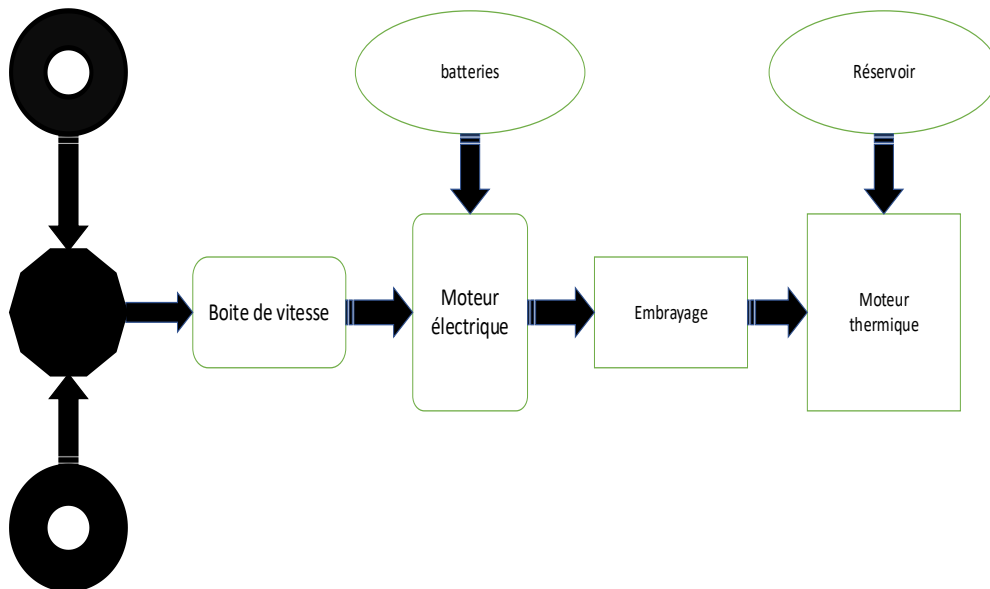 batteries
Réservoir
Boite de vitesse
Moteur
électrique
Embrayage
Moteur
thermique